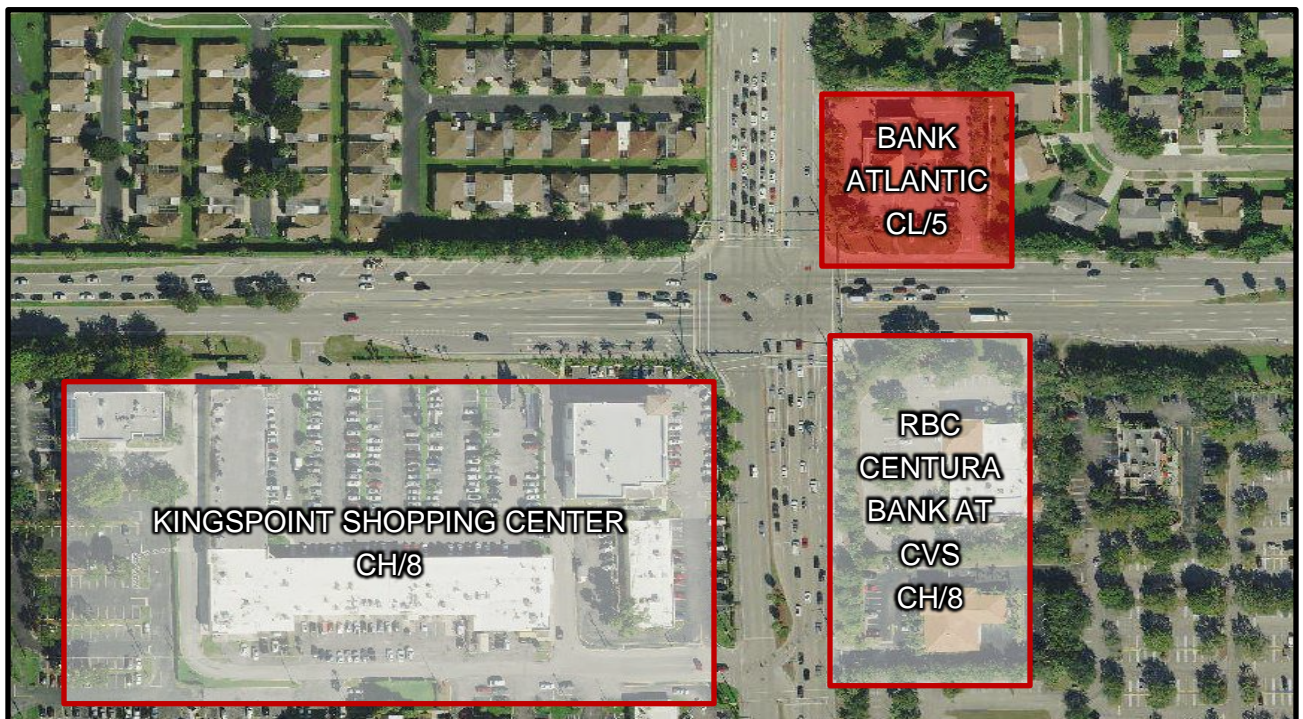 BANK
ATLANTIC
CL/5
KINGSPOINT SHOPPING CENTER
CH/8
RBC
CENTURA
BANK AT
CVS
CH/8